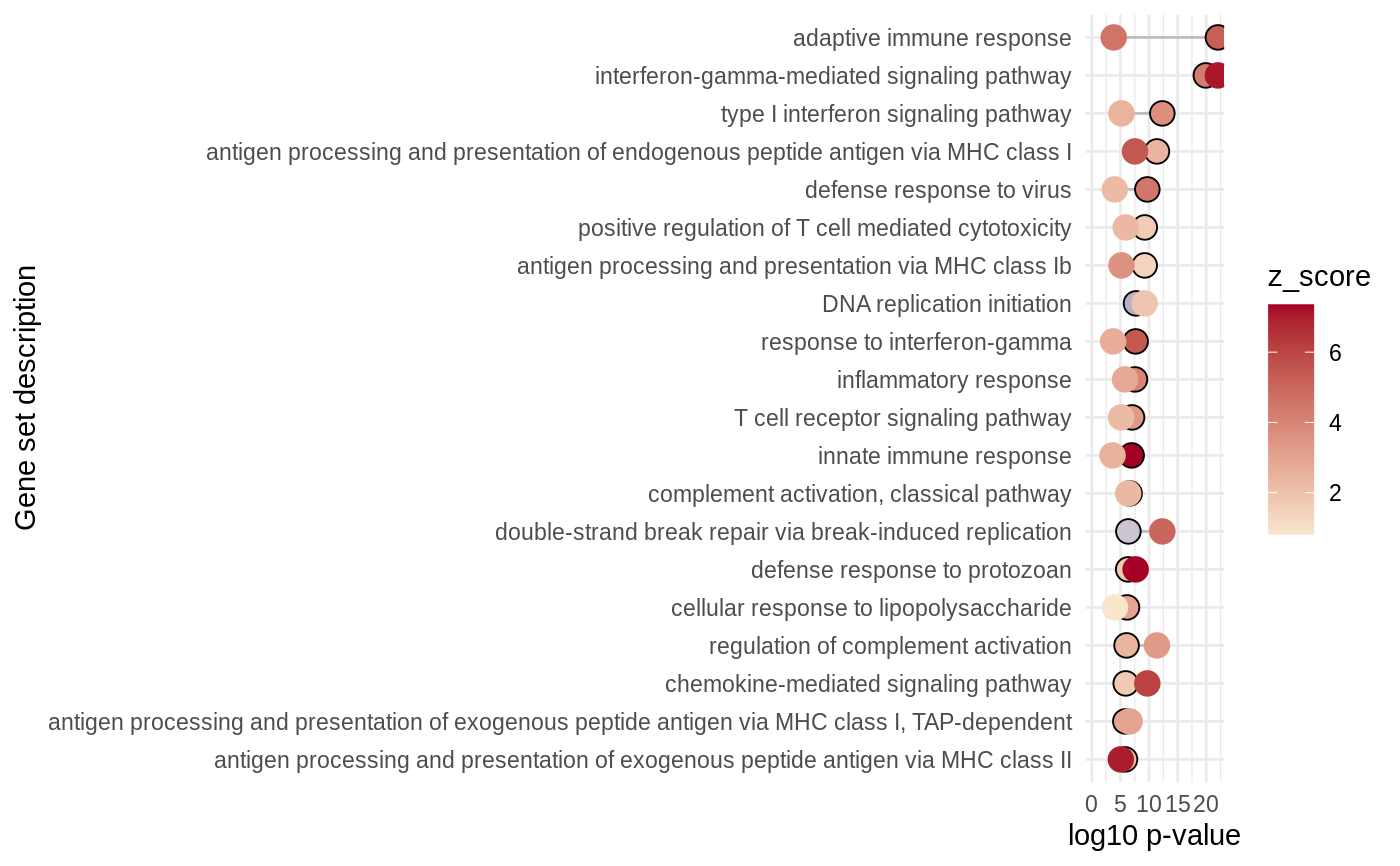 adaptive immune response
interferon-gamma-mediated signaling pathway
type I interferon signaling pathway
antigen processing and presentation of endogenous peptide antigen via MHC class I
defense response to virus
positive regulation of T cell mediated cytotoxicity
antigen processing and presentation via MHC class Ib
DNA replication initiation
response to interferon-gamma
inflammatory response
T cell receptor signaling pathway
innate immune response
complement activation, classical pathway
double-strand break repair via break-induced replication
defense response to protozoan
cellular response to lipopolysaccharide
regulation of complement activation
chemokine-mediated signaling pathway
antigen processing and presentation of exogenous peptide antigen via MHC class I, TAP-dependent
antigen processing and presentation of exogenous peptide antigen via MHC class II
Gene set description
0 5 10 15 20
log10 p-value
z_score
6
4
2